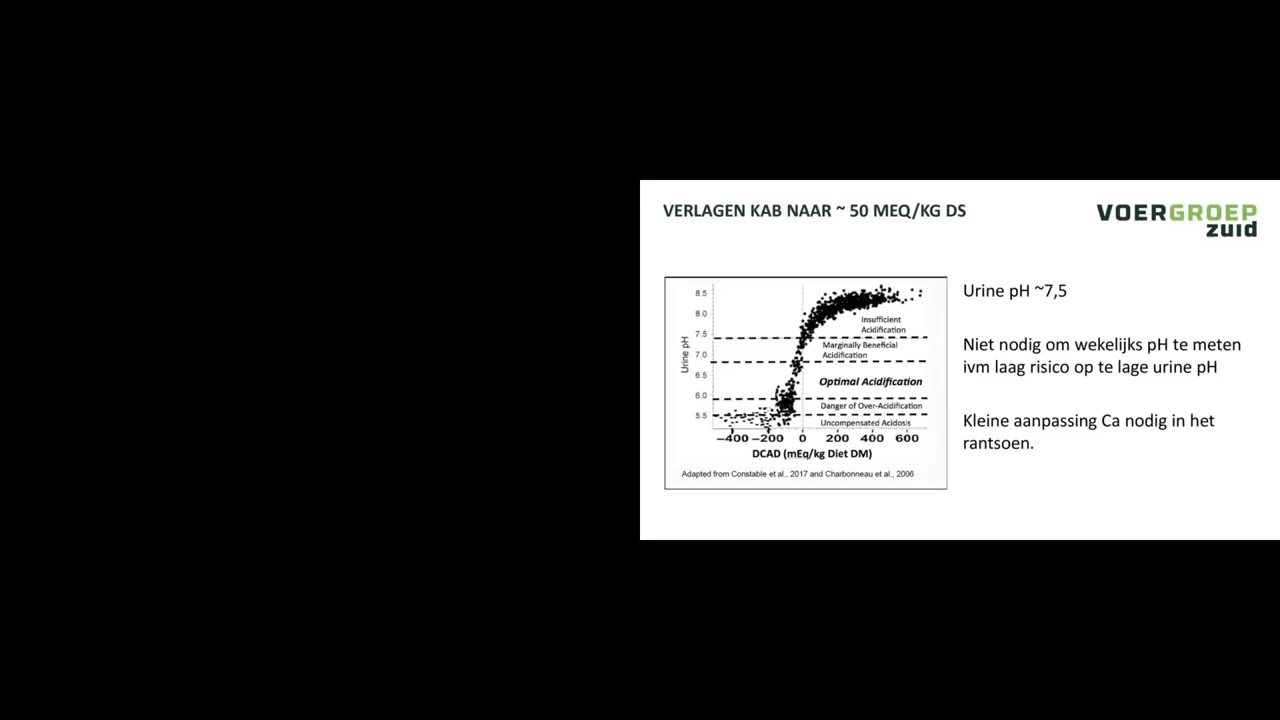 VERLAGEN KAB NAAR ~ 50 MEQ/KG DS
VOERGROEP
zuid
8.5
8.0
7.5
7.0
6.5
6.0
5.5
Urine pH
Insufficient
Acidification
Marginally Beneficial
Acidification
Optimal Acidification
Danger of Over-Acidification
Uncompensated Acidosis
−400 −200 0 200 400 600
DCAD (mEq/kg Diet DM)
Adapted from Constable et al., 2017 and Charbonneau et al., 2006
Urine pH ~7,5
Niet nodig om wekelijks pH te meten
ivm laag risico op te lage urine pH
Kleine aanpassing Ca nodig in het
rantsoen.